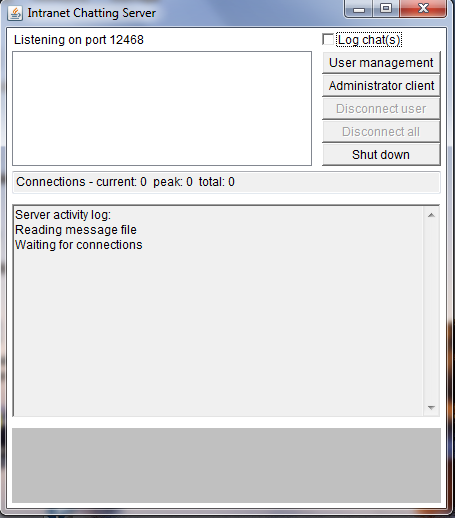 Intranet Chatting Server
Listening on port 12468
Log chat(s)
User management
Administrator client
Disconnect user
Disconnect all
Shut down
Connections - current: 0 peak: 0 total: 0
Server activity log:
Reading message file
Waiting for connections